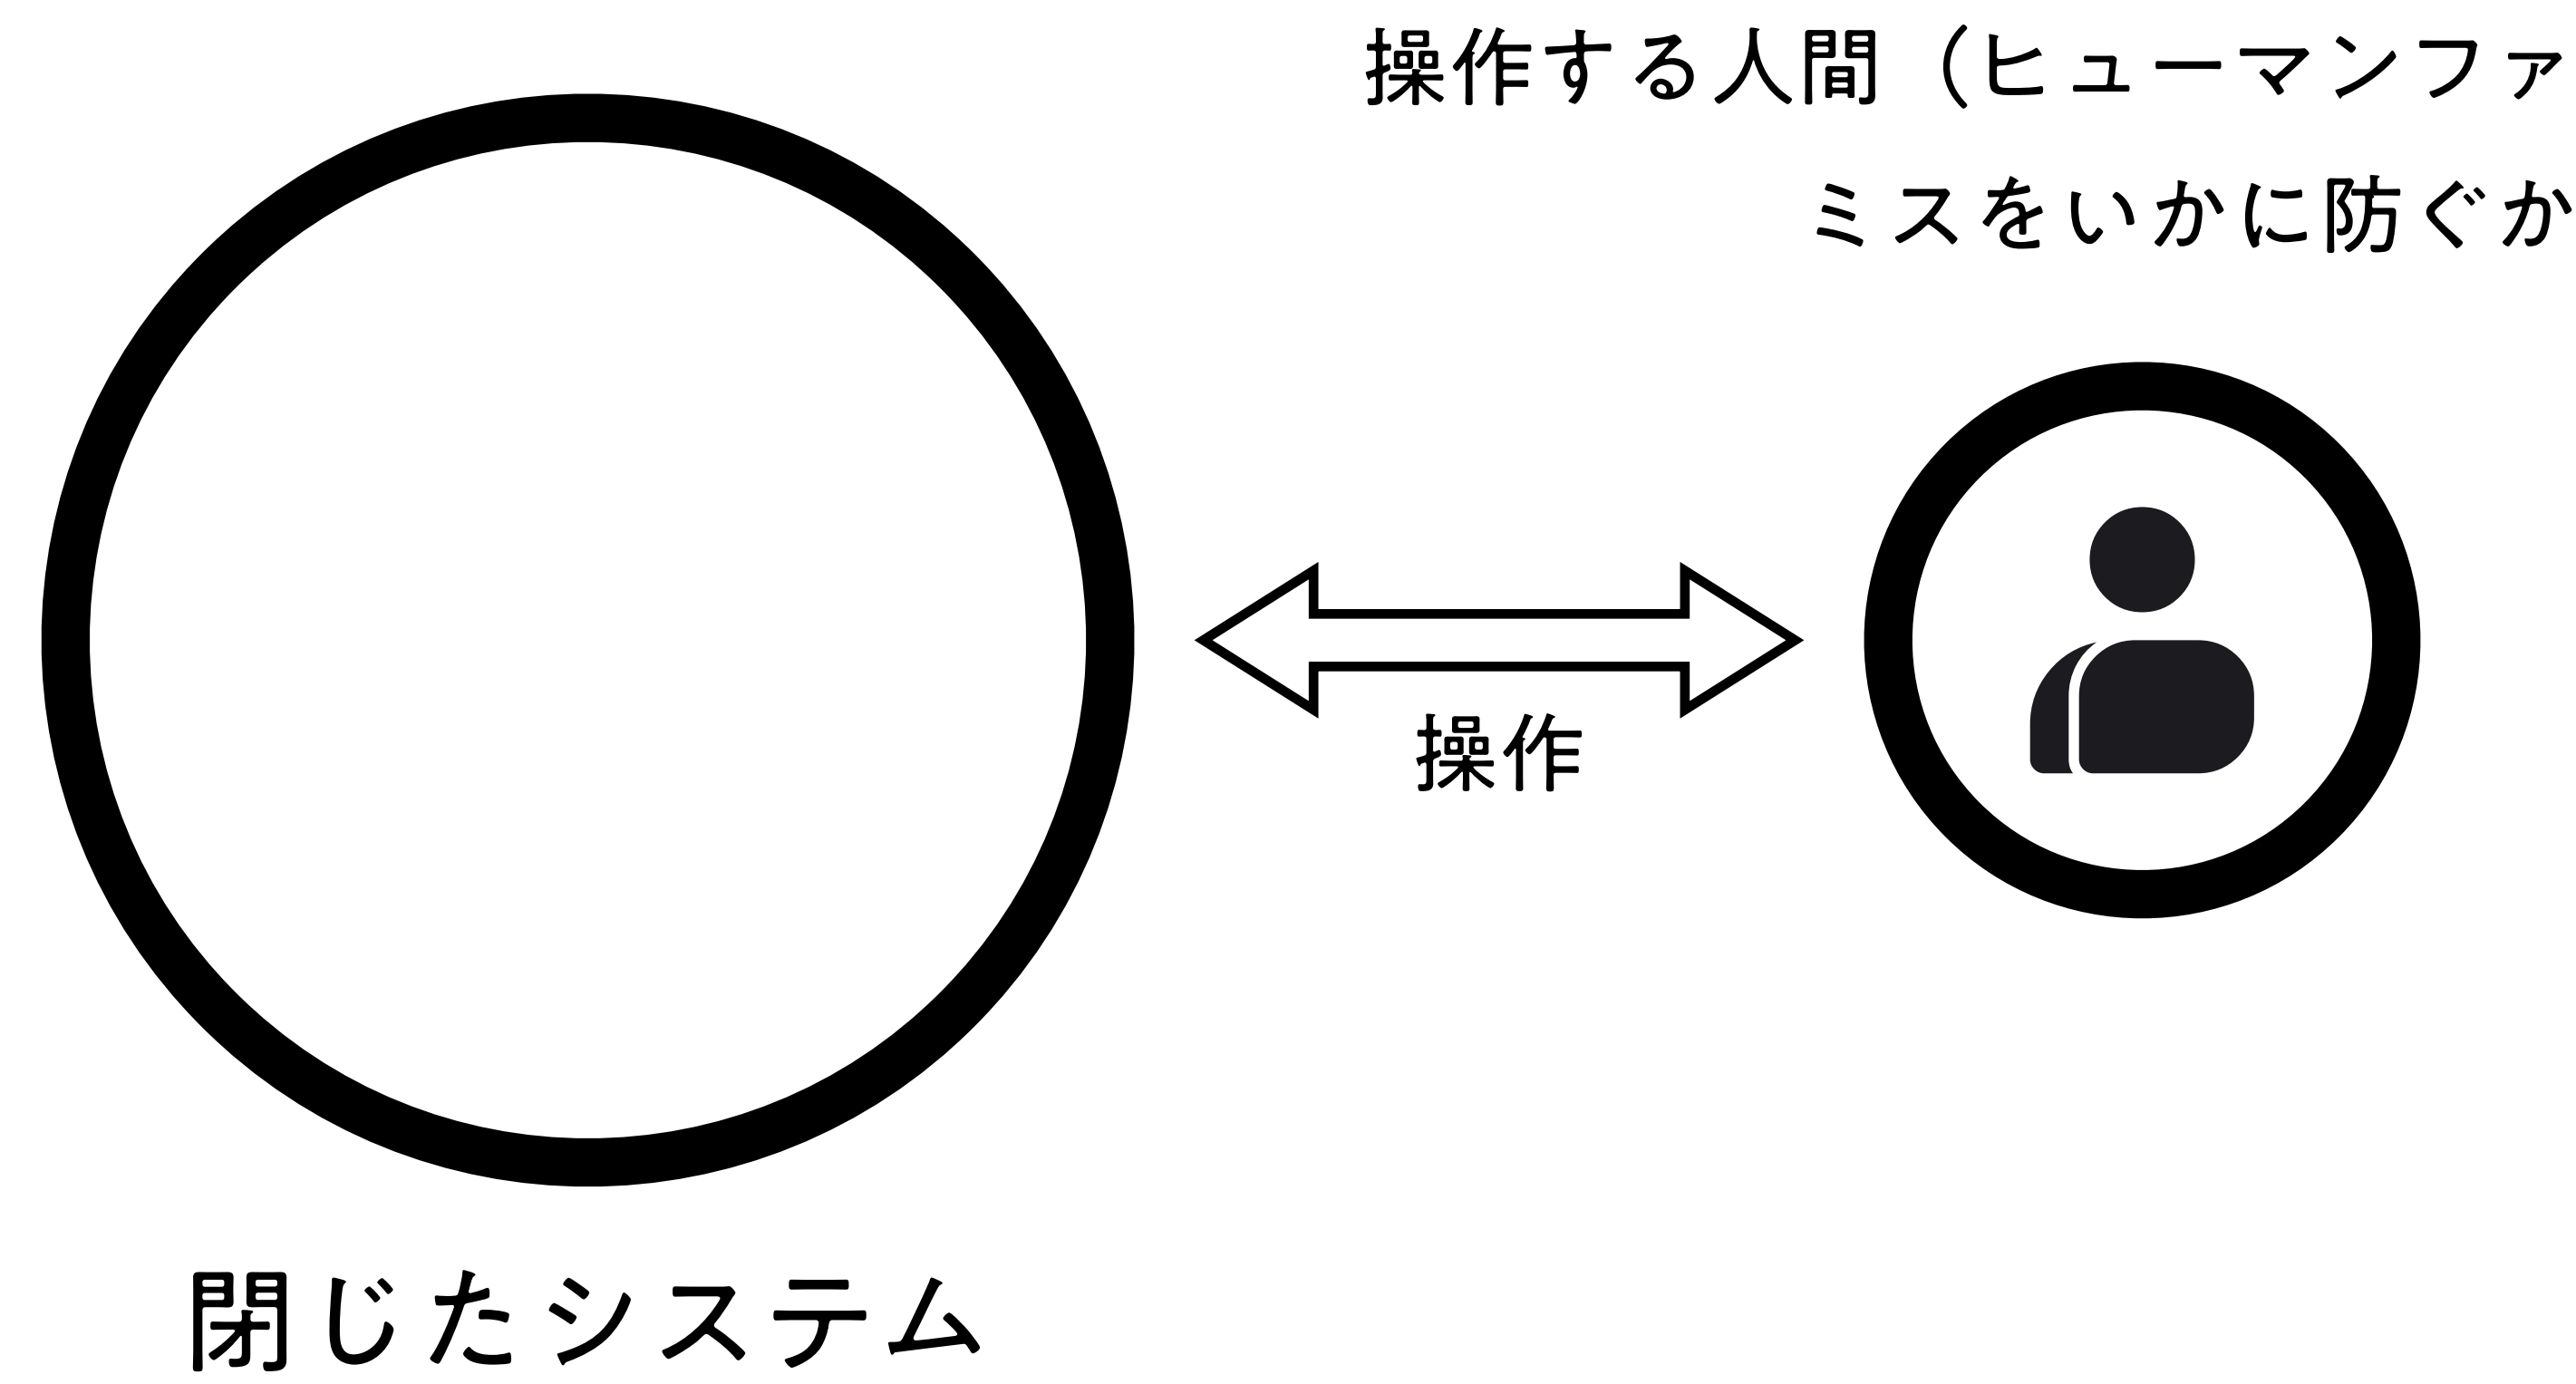 操作する人間（ヒューマンファ
ミスをいかに防ぐか
操作
閉じたシステム